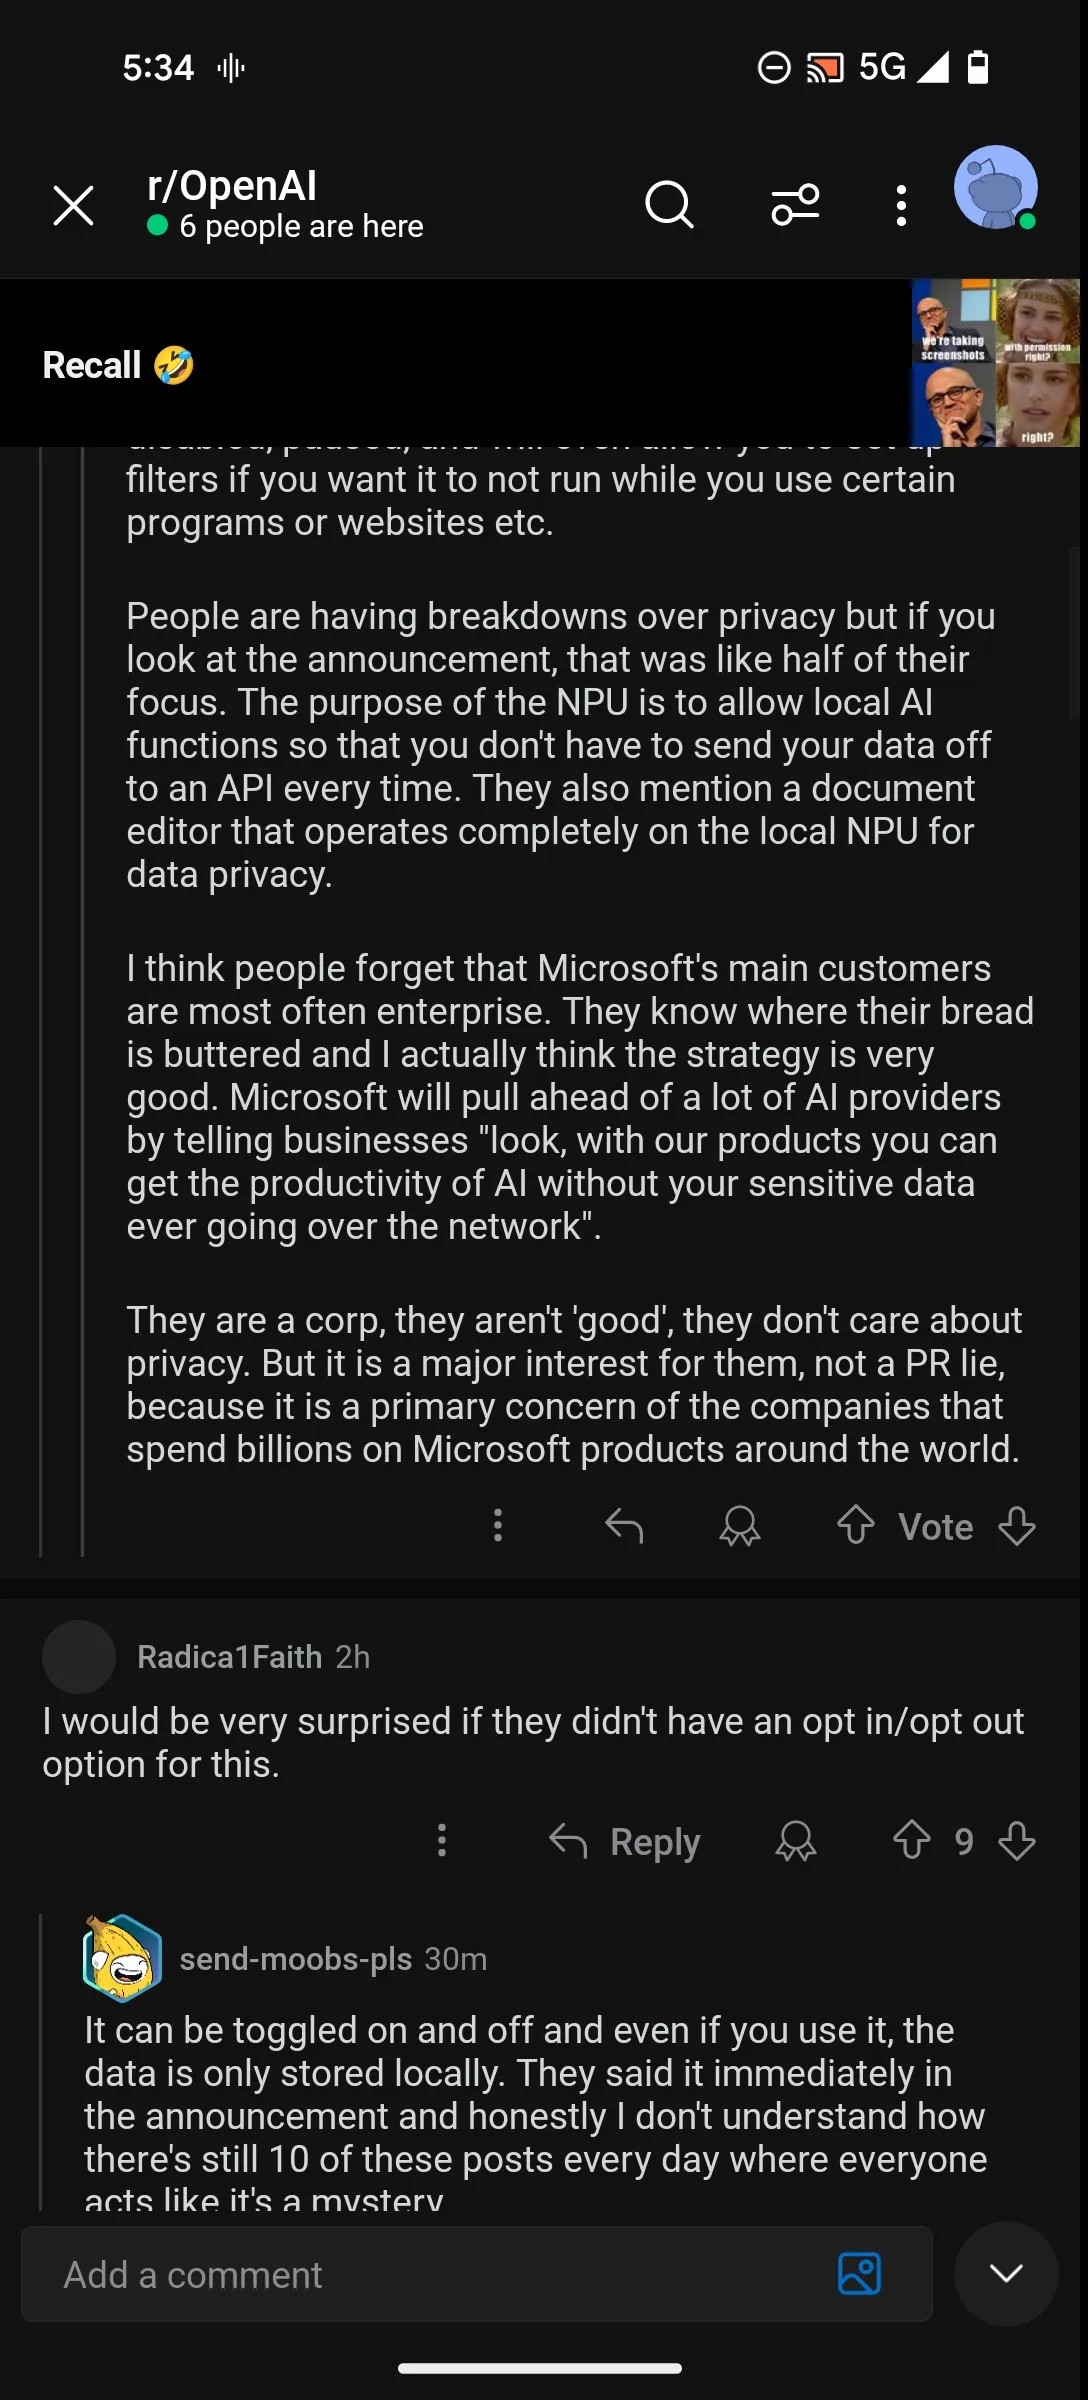 5:34
5G
r/OpenAI
6 people are here
Recall 🤣
we're taking
screenshots
with permission
right?
right?
disabled, paused, and will even allow you to set up
filters if you want it to not run while you use certain
programs or websites etc.
People are having breakdowns over privacy but if you
look at the announcement, that was like half of their
focus. The purpose of the NPU is to allow local AI
functions so that you don't have to send your data off
to an API every time. They also mention a document
editor that operates completely on the local NPU for
data privacy.
I think people forget that Microsoft's main customers
are most often enterprise. They know where their bread
is buttered and I actually think the strategy is very
good. Microsoft will pull ahead of a lot of AI providers
by telling businesses "look, with our products you can
get the productivity of AI without your sensitive data
ever going over the network".
They are a corp, they aren't 'good', they don't care about
privacy. But it is a major interest for them, not a PR lie,
because it is a primary concern of the companies that
spend billions on Microsoft products around the world.
Vote
Radica1Faith 2h
I would be very surprised if they didn't have an opt in/opt out
option for this.
Reply
9
send-moobs-pls 30m
It can be toggled on and off and even if you use it, the
data is only stored locally. They said it immediately in
the announcement and honestly I don't understand how
there's still 10 of these posts every day where everyone
acts like it's a mystery
Add a comment